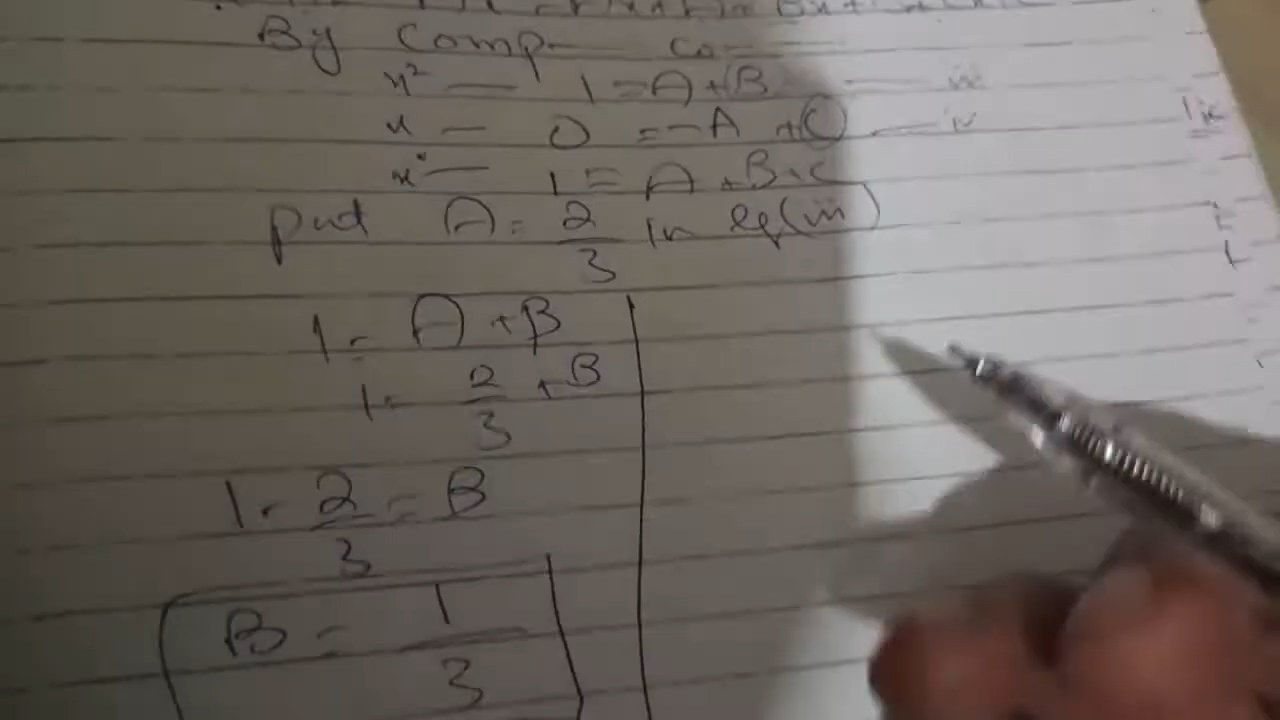 By Comp— Co—
x² — 1 = A + B — iii
x — 0 = -A + C — iv
x° — 1 = A + B + C
put A = 2/3 in eq(iii)
1 = A + B
1 = 2/3 + B
1 - 2/3 = B
B = 1/3